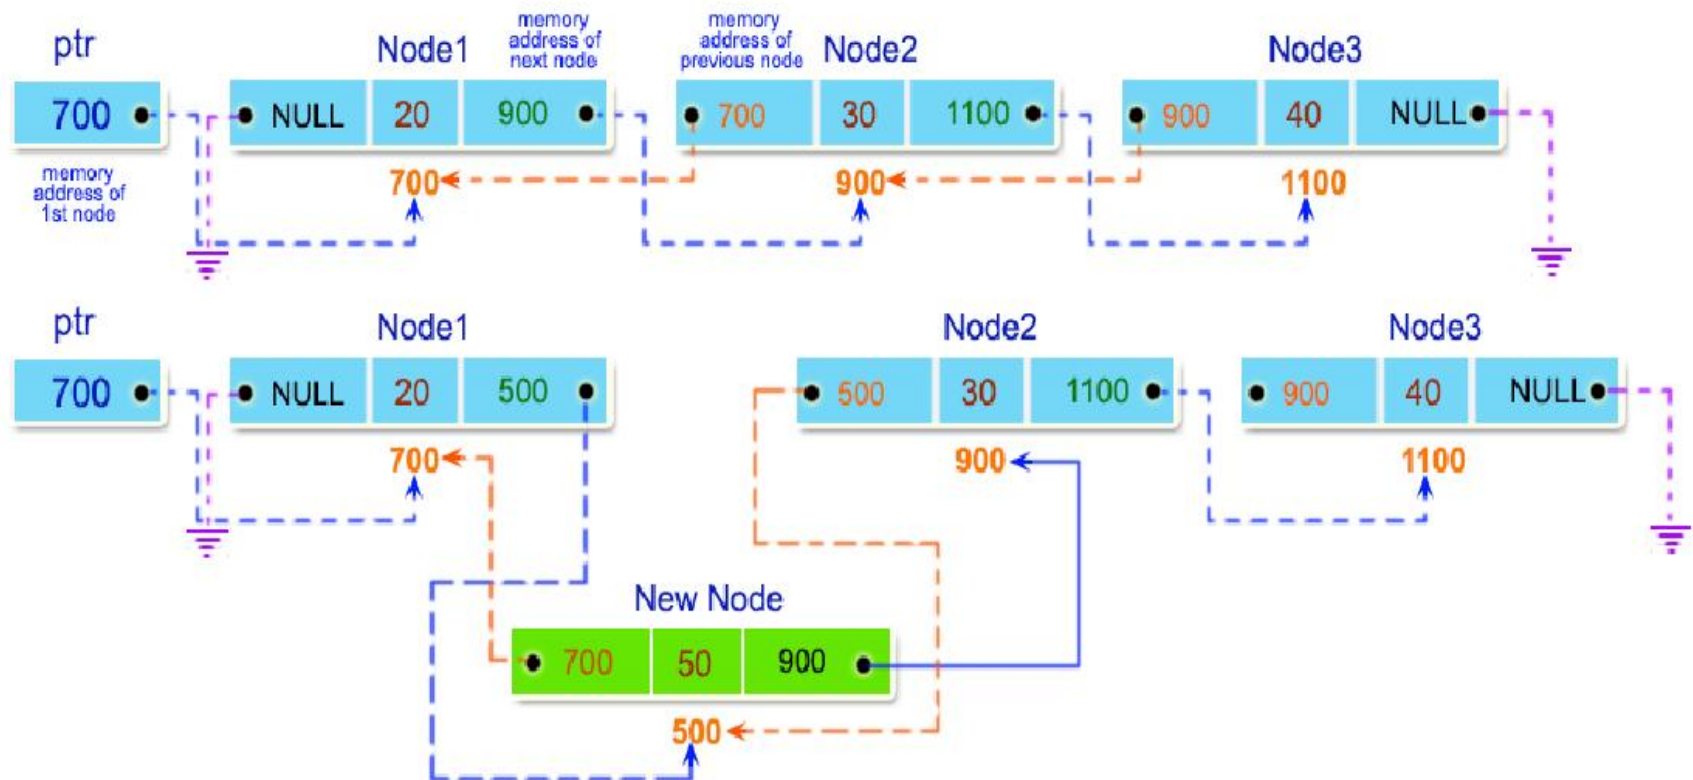 ptr
Node1
memory
address of
next node
memory
address of
previous node
Node2
Node3
700
NULL 20 900
700 30 1100
900 40 NULL
memory
address of
1st node
700
900
1100
ptr
Node1
Node2
Node3
700
NULL 20 500
500 30 1100
900 40 NULL
700
900
1100
New Node
700 50 900
500